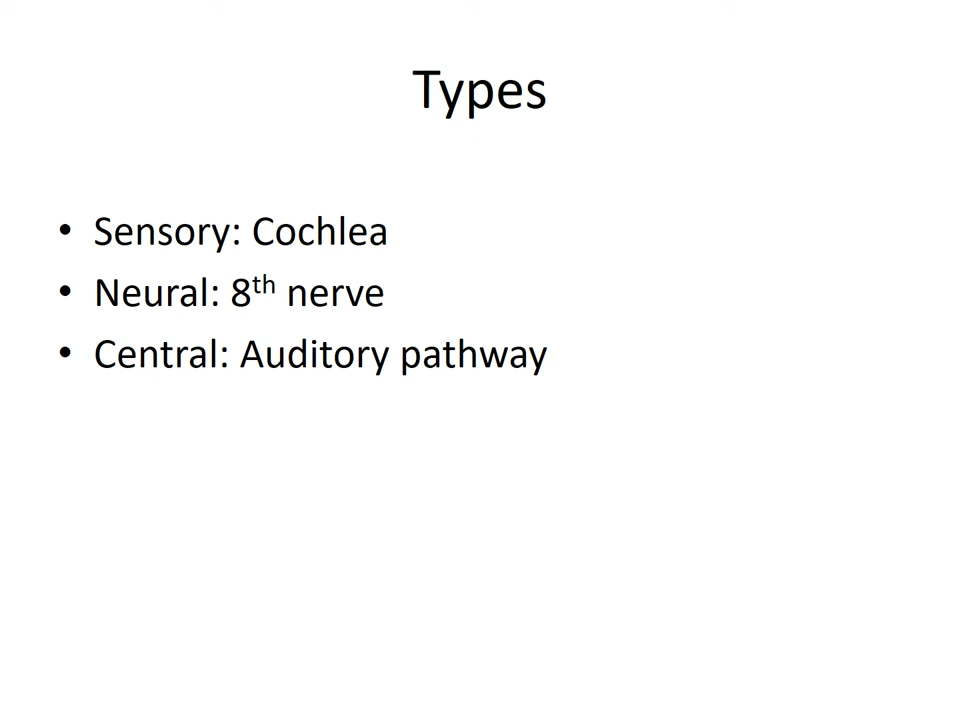 Types
• Sensory: Cochlea
• Neural: 8th nerve
• Central: Auditory pathway